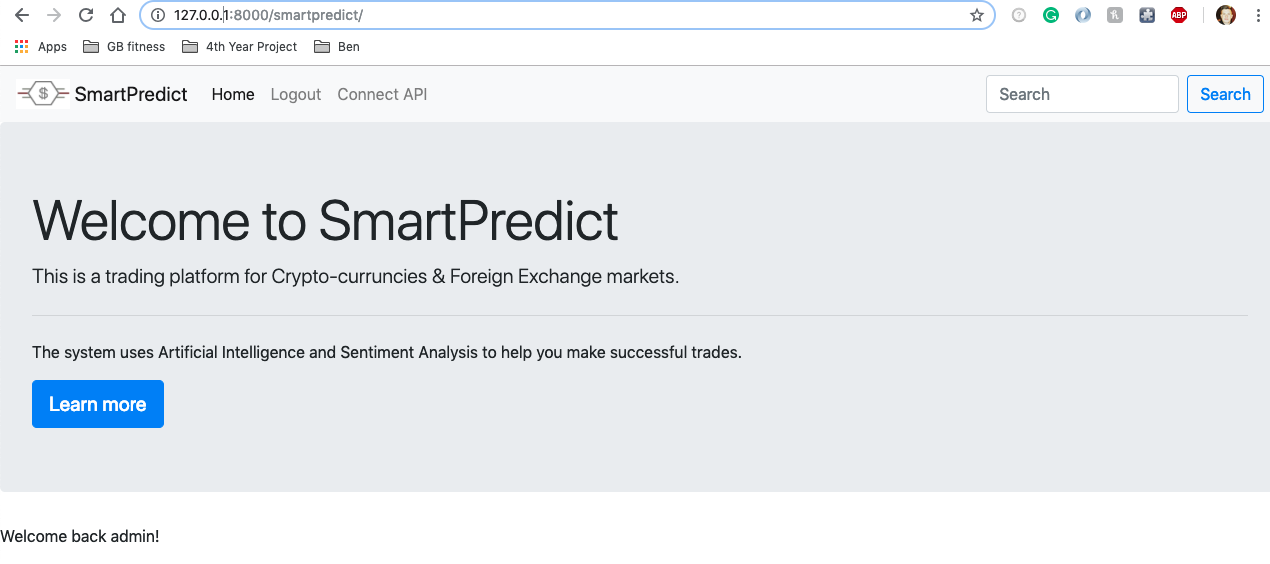 127.0.0.1:8000/smartpredict/
ABP
Apps GB fitness 4th Year Project Ben
$ SmartPredict Home Logout Connect API Search Search
Welcome to SmartPredict
This is a trading platform for Crypto-curruncies & Foreign Exchange markets.
The system uses Artificial Intelligence and Sentiment Analysis to help you make successful trades.
Learn more
Welcome back admin!